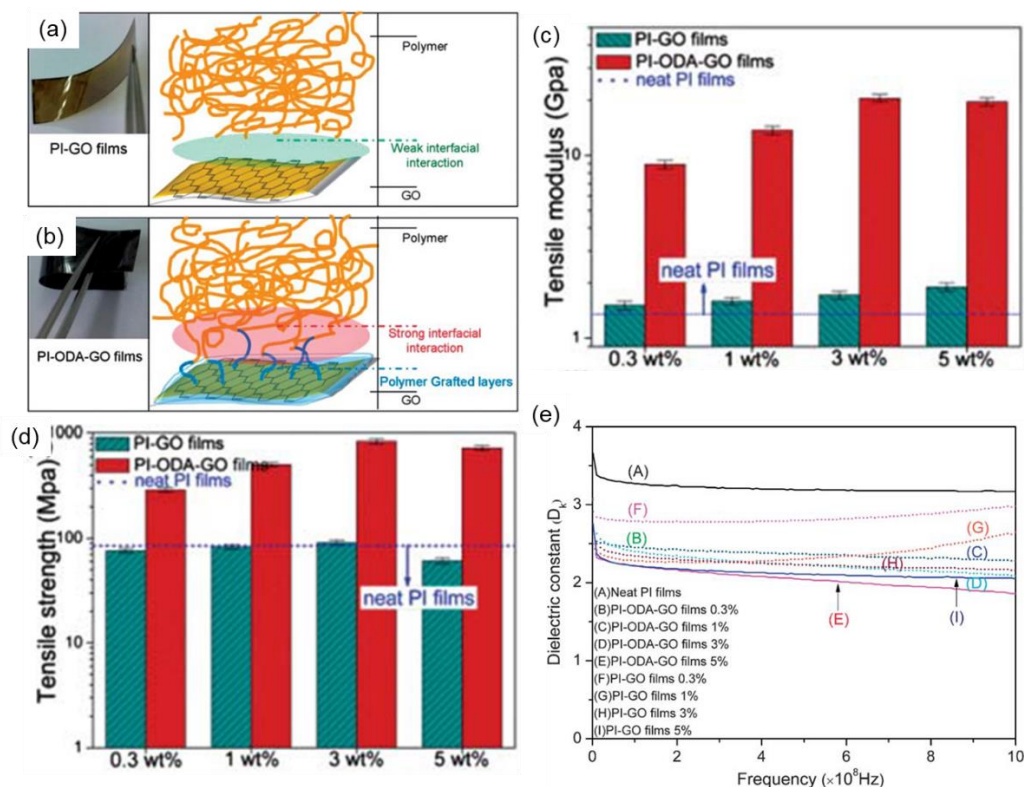 (a)
PI-GO films
Polymer
Weak interfacial
interaction
GO
(b)
PI-ODA-GO films
Polymer
Strong interfacial
interaction
Polymer Grafted layers
GO
(c)
PI-GO films
PI-ODA-GO films
neat PI films
Tensile modulus (Gpa)
10
1
neat PI films
0.3 wt%
1 wt%
3 wt%
5 wt%
(d)
PI-GO films
PI-ODA-GO films
neat PI films
Tensile strength (Mpa)
000
100
10
1
neat PI films
0.3 wt%
1 wt%
3 wt%
5 wt%
(e)
Dielectric constant (Dk)
4
3
2
1
0
(A)
(F)
(B)
(G)
(C)
(H)
(D)
(E)
(I)
(A)Neat PI films
(B)PI-ODA-GO films 0.3%
(C)PI-ODA-GO films 1%
(D)PI-ODA-GO films 3%
(E)PI-ODA-GO films 5%
(F)PI-GO films 0.3%
(G)PI-GO films 1%
(H)PI-GO films 3%
(I)PI-GO films 5%
0
2
4
6
8
10
Frequency (×10⁸Hz)